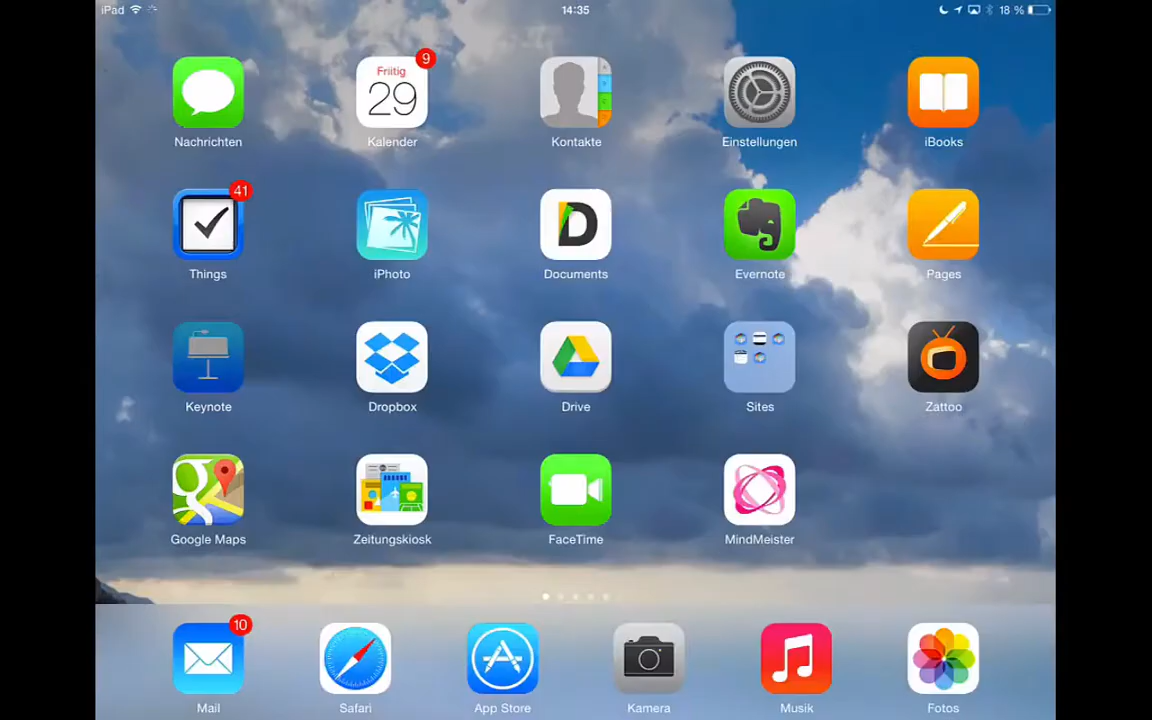 iPad 14:35 18 %
9
Friitig
29
Nachrichten Kalender Kontakte Einstellungen iBooks
41
D
Things iPhoto Documents Evernote Pages
Keynote Dropbox Drive Sites Zattoo
Google Maps Zeitungskiosk FaceTime MindMeister
10
Mail Safari App Store Kamera Musik Fotos